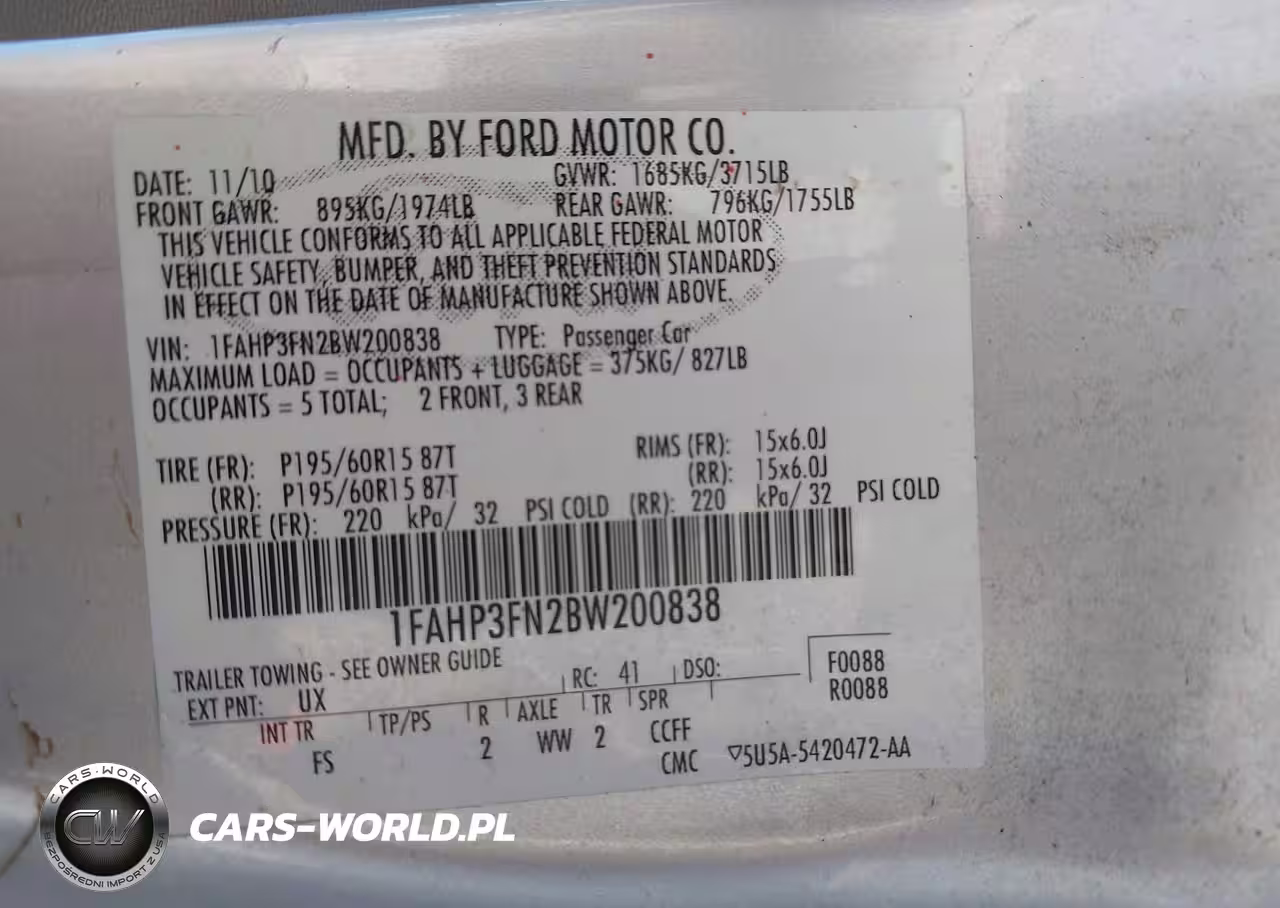 MFD. BY FORD MOTOR CO.
DATE: 11/10 GVWR: 1685KG/3715LB
FRONT GAWR: 895KG/1974LB REAR GAWR: 796KG/1755LB
THIS VEHICLE CONFORMS TO ALL APPLICABLE FEDERAL MOTOR
VEHICLE SAFETY, BUMPER, AND THEFT PREVENTION STANDARDS
IN EFFECT ON THE DATE OF MANUFACTURE SHOWN ABOVE.
VIN: 1FAHP3FN2BW200838 TYPE: Passenger Car
MAXIMUM LOAD = OCCUPANTS + LUGGAGE = 375KG/ 827LB
OCCUPANTS = 5 TOTAL; 2 FRONT, 3 REAR
TIRE (FR): P195/60R15 87T RIMS (FR): 15x6.0J
(RR): P195/60R15 87T (RR): 15x6.0J
PRESSURE (FR): 220 kPa/ 32 PSI COLD (RR): 220 kPa/ 32 PSI COLD
1FAHP3FN2BW200838
TRAILER TOWING - SEE OWNER GUIDE
EXT PNT: UX RC: 41 DSO: F0088
R0088
INT TR TP/PS R AXLE TR SPR
FS 2 WW 2 CCFF
CMC ▽5U5A-5420472-AA
CARS-WORLD
CW
BEZPOŚREDNI IMPORT Z USA
CARS-WORLD.PL